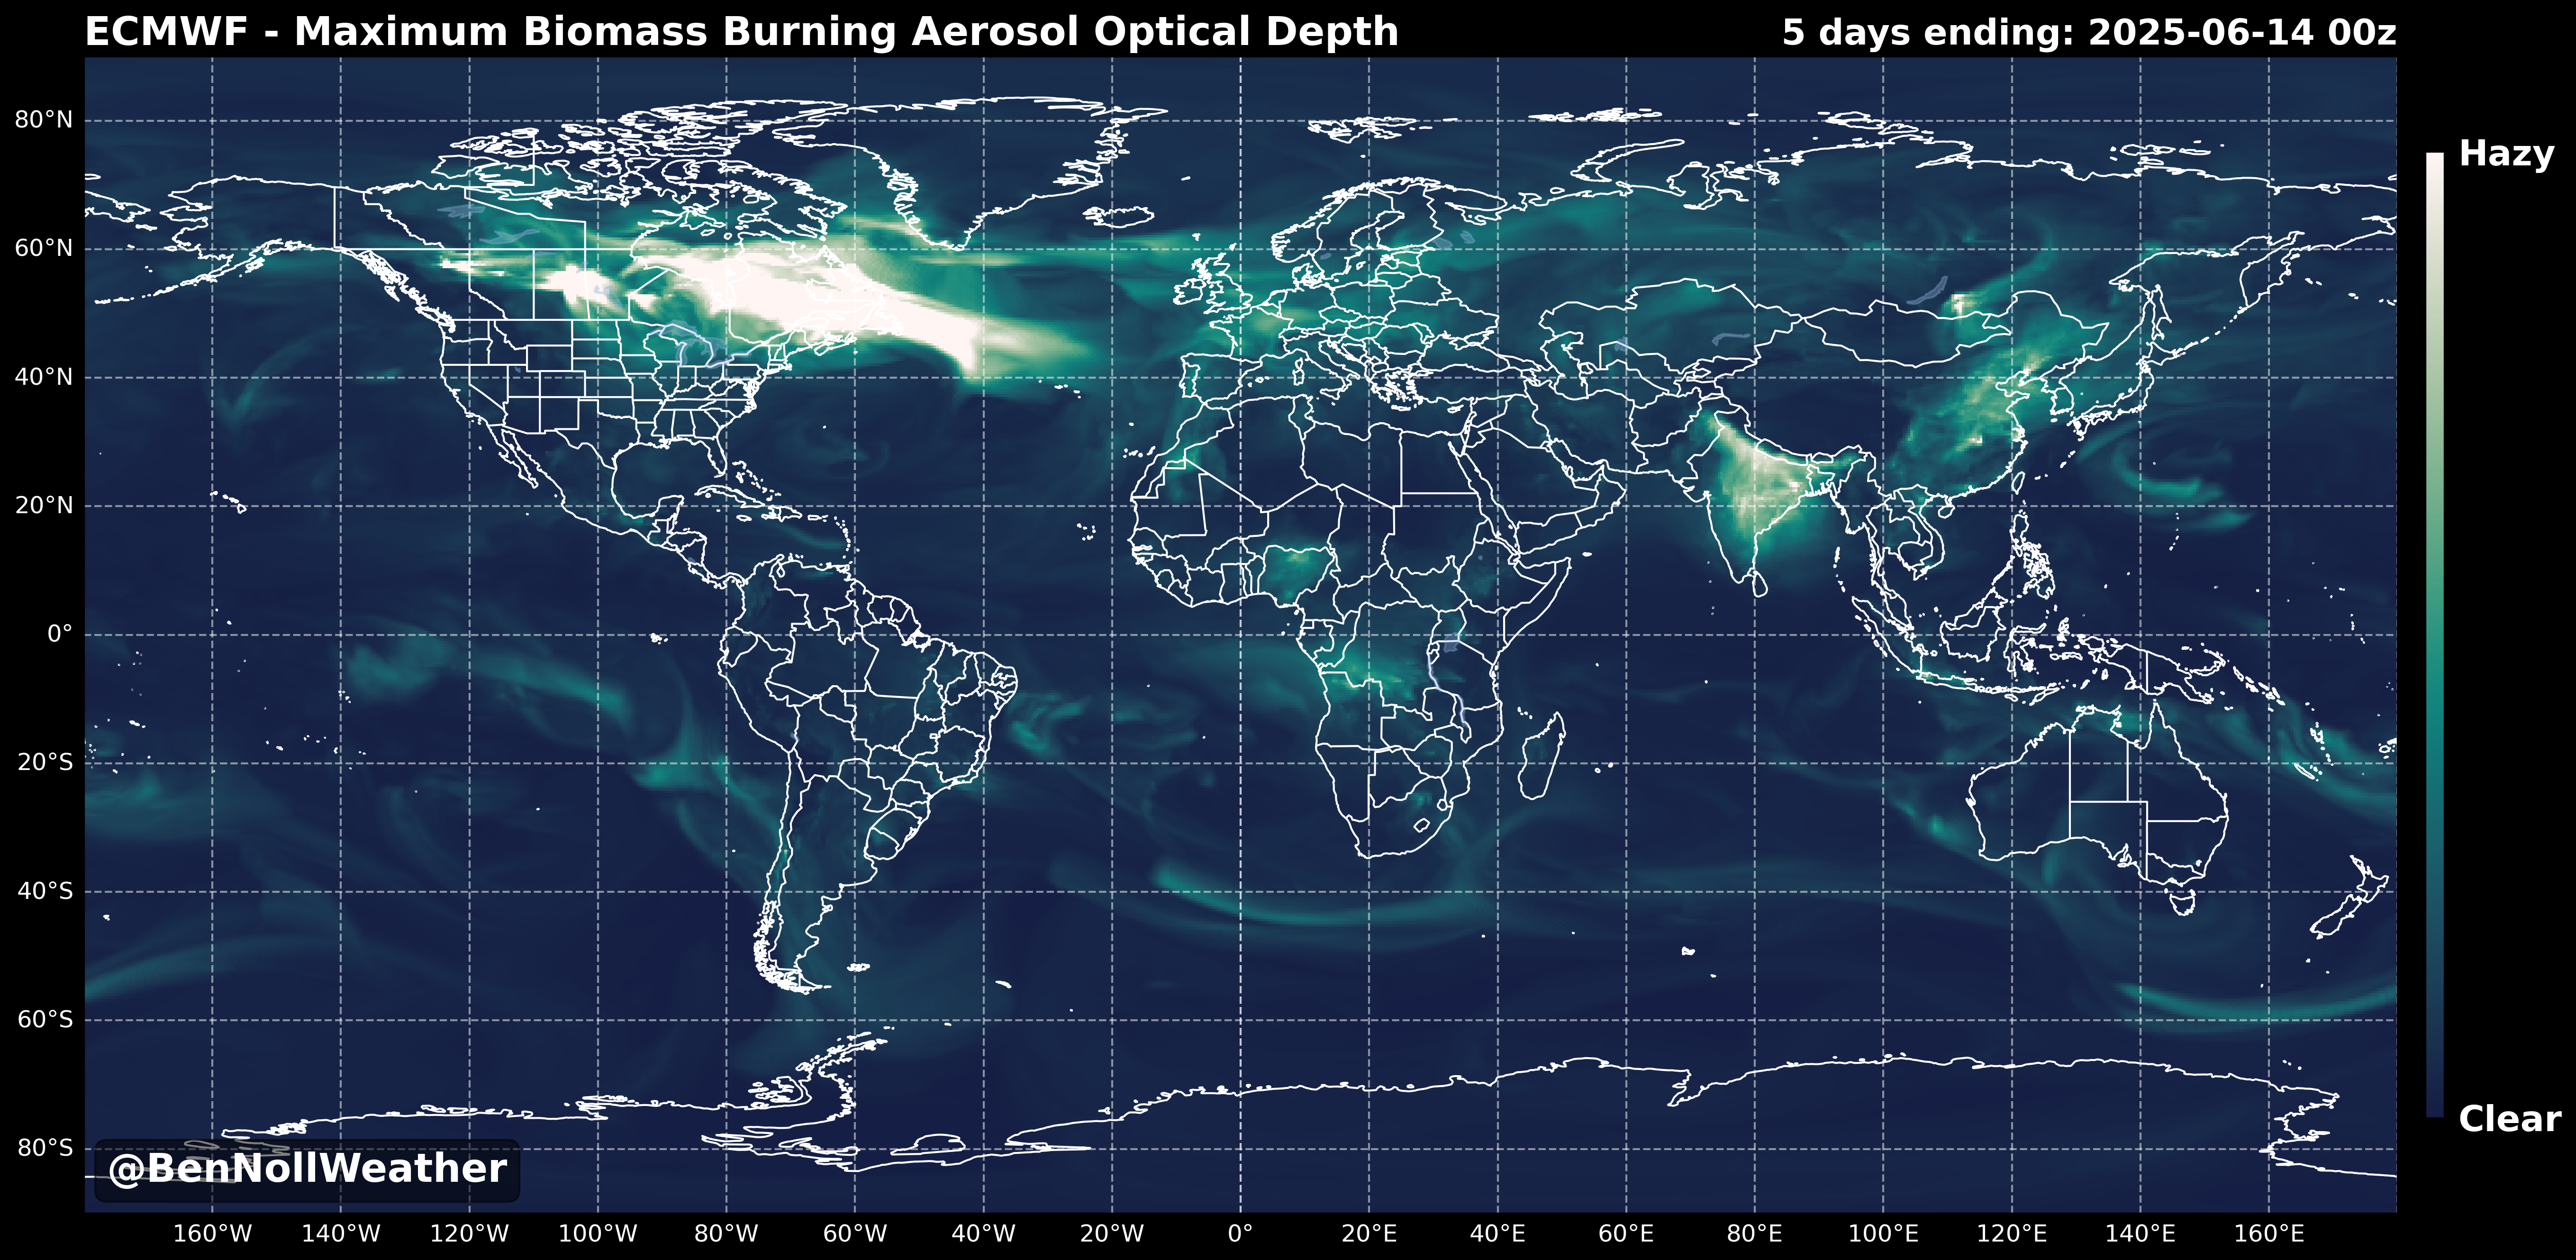 ECMWF - Maximum Biomass Burning Aerosol Optical Depth
5 days ending: 2025-06-14 00z
Hazy
Clear
80°N
60°N
40°N
20°N
0°
20°S
40°S
60°S
80°S
@BenNollWeather
160°W 140°W 120°W 100°W 80°W 60°W 40°W 20°W 0° 20°E 40°E 60°E 80°E 100°E 120°E 140°E 160°E